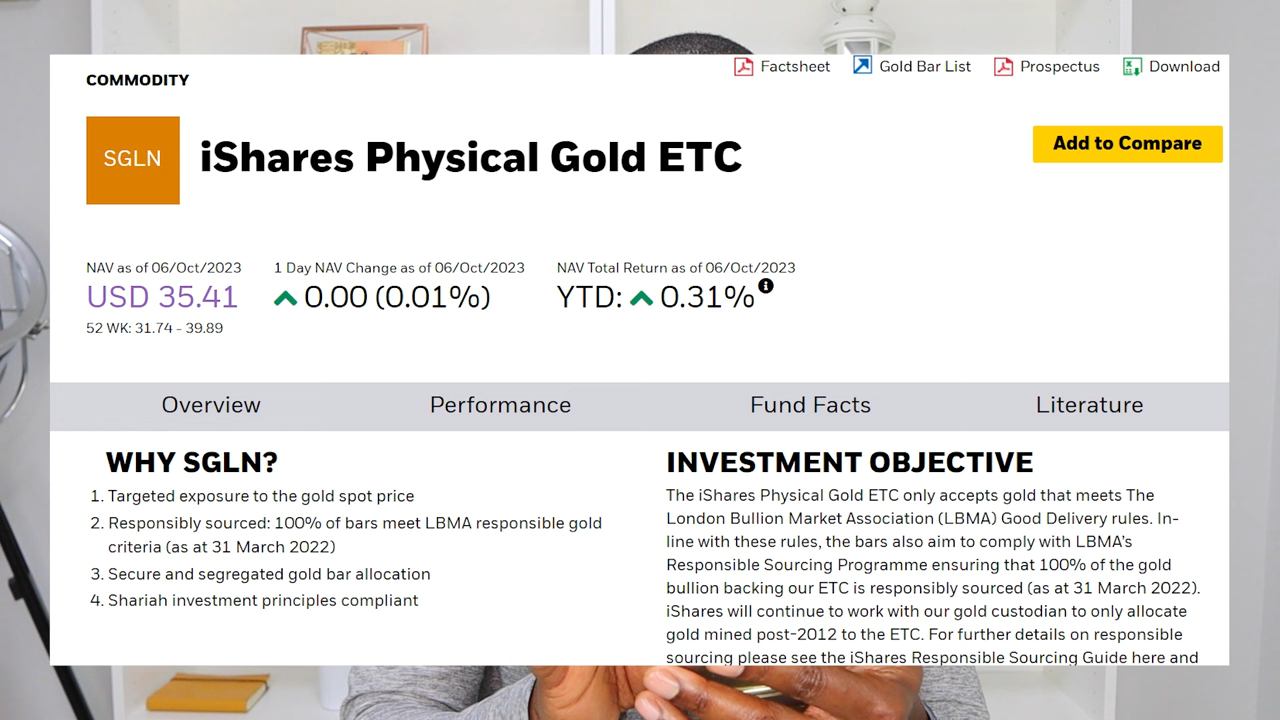 COMMODITY
Factsheet
Gold Bar List
Prospectus
Download
SGLN
iShares Physical Gold ETC
Add to Compare
NAV as of 06/Oct/2023
USD 35.41
52 WK: 31.74 - 39.89
1 Day NAV Change as of 06/Oct/2023
0.00 (0.01%)
NAV Total Return as of 06/Oct/2023
YTD: 0.31%
Overview
Performance
Fund Facts
Literature
WHY SGLN?
1. Targeted exposure to the gold spot price
2. Responsibly sourced: 100% of bars meet LBMA responsible gold
criteria (as at 31 March 2022)
3. Secure and segregated gold bar allocation
4. Shariah investment principles compliant
INVESTMENT OBJECTIVE
The iShares Physical Gold ETC only accepts gold that meets The
London Bullion Market Association (LBMA) Good Delivery rules. In-
line with these rules, the bars also aim to comply with LBMA's
Responsible Sourcing Programme ensuring that 100% of the gold
bullion backing our ETC is responsibly sourced (as at 31 March 2022).
iShares will continue to work with our gold custodian to only allocate
gold mined post-2012 to the ETC. For further details on responsible
sourcing please see the iShares Responsible Sourcing Guide here and